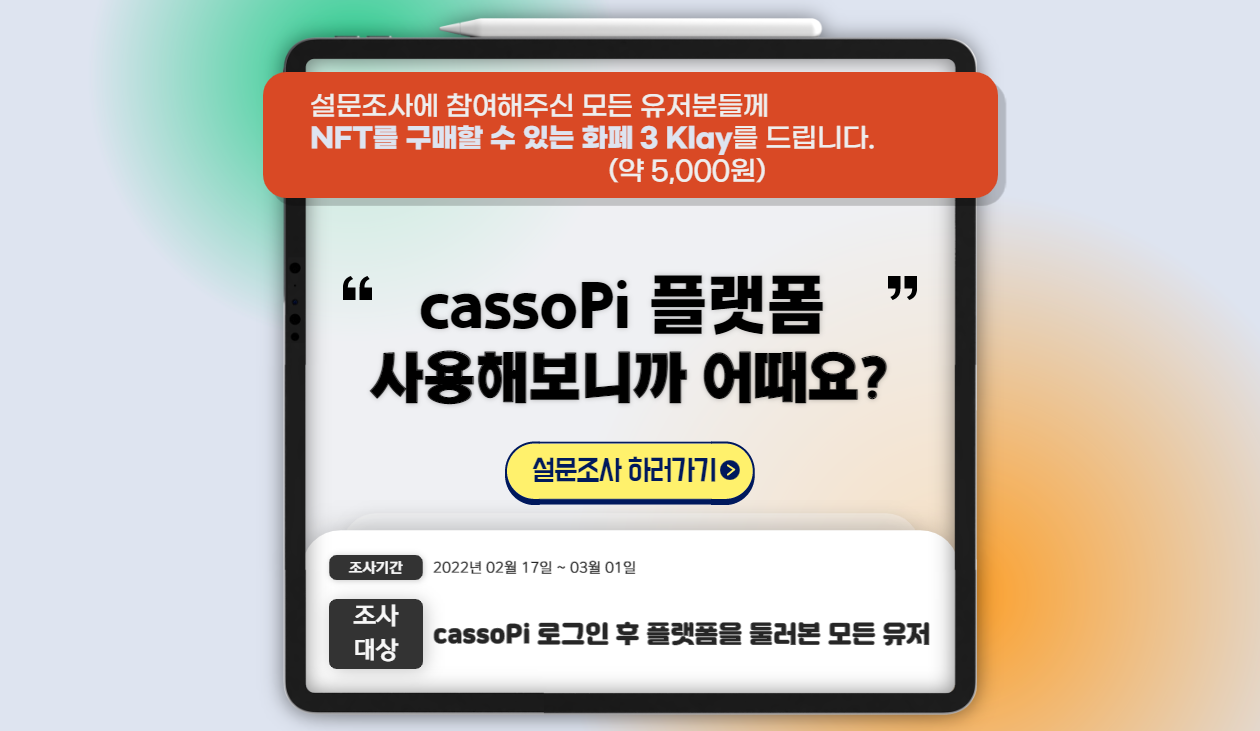 설문조사에 참여해주신 모든 유저분들께
NFT를 구매할 수 있는 화폐 3 Klay를 드립니다.
(약 5,000원)
“ cassoPi 플랫폼 ”
사용해보니까 어때요?
설문조사 하러가기
조사기간 2022년 02월 17일 ~ 03월 01일
조사
대상
cassoPi 로그인 후 플랫폼을 둘러본 모든 유저